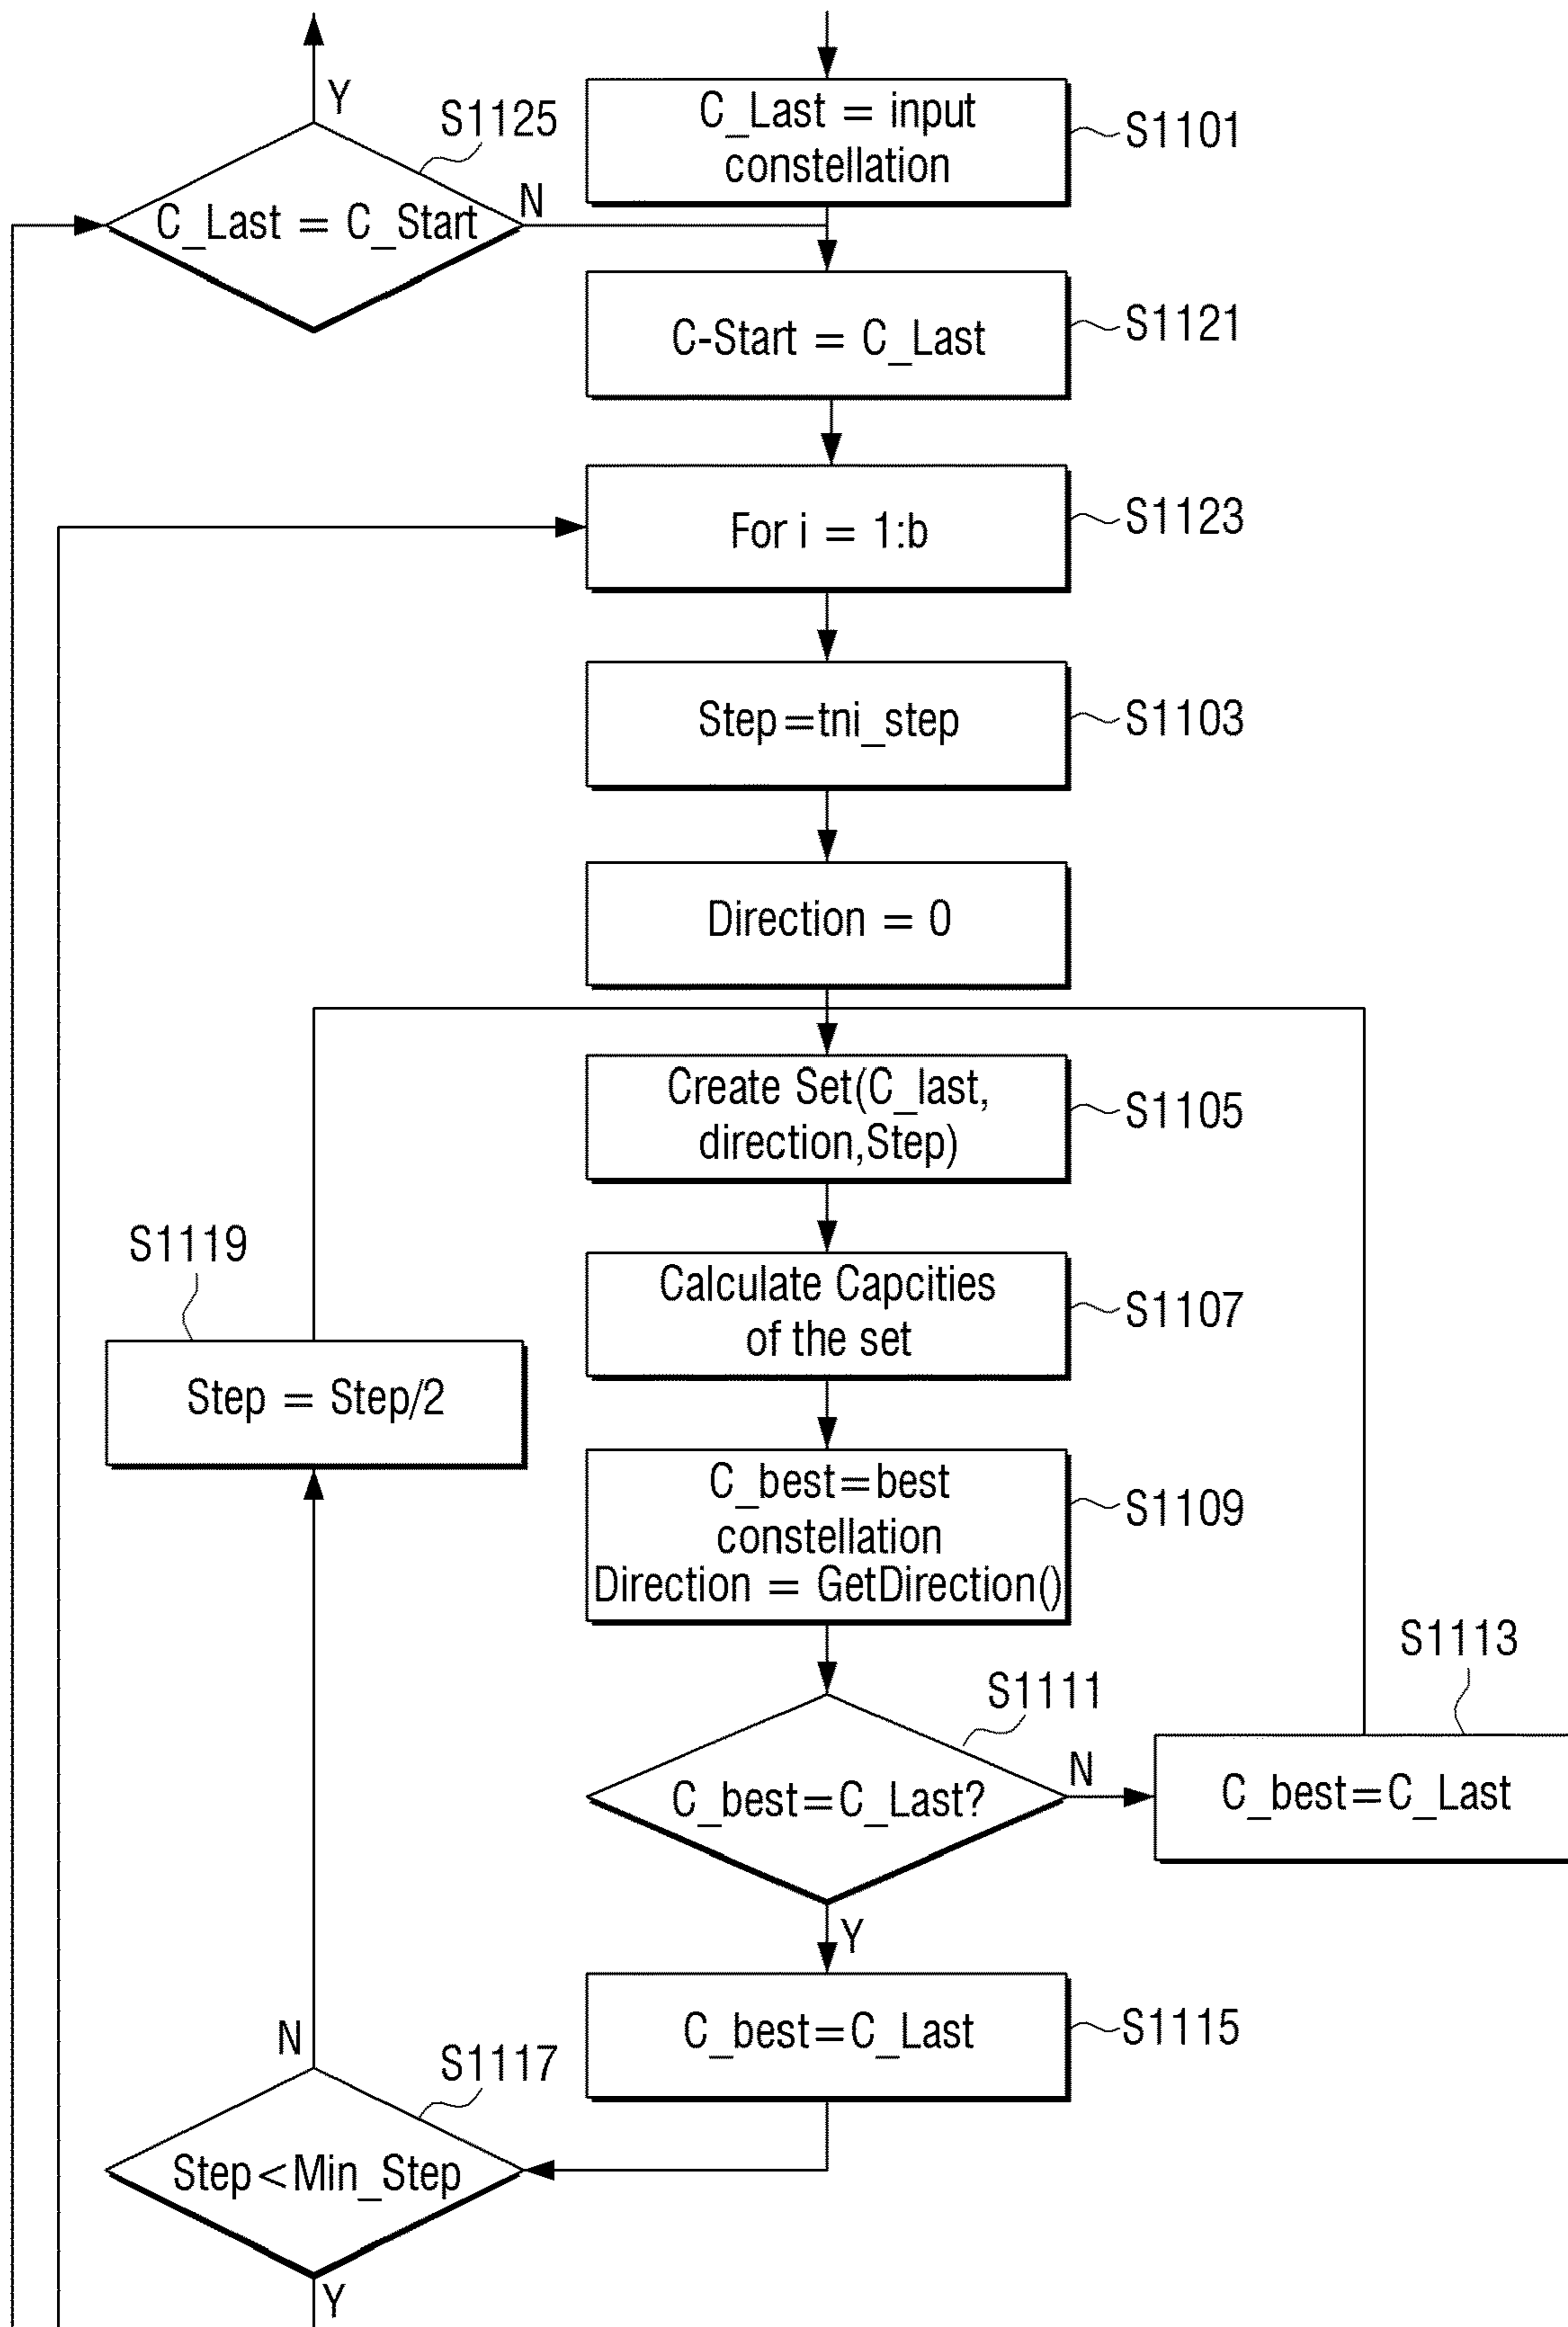 Y
S1125
C_Last = C_Start
N
C_Last = input
constellation
S1101
C-Start = C_Last
S1121
For i = 1:b
S1123
Step=tni_step
S1103
Direction = 0
Create Set(C_last,
direction,Step)
S1105
Calculate Capcities
of the set
S1107
S1119
Step = Step/2
C_best=best
constellation
Direction = GetDirection()
S1109
S1111
C_best=C_Last?
N
S1113
C_best=C_Last
Y
C_best=C_Last
S1115
N
S1117
Step<Min_Step
Y